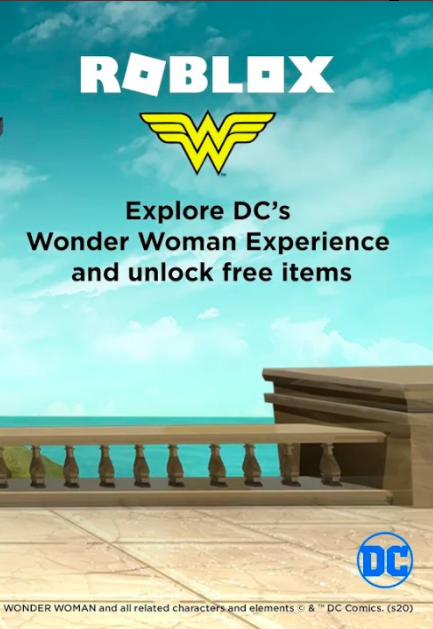 ROBLOX
W
™
Explore DC's
Wonder Woman Experience
and unlock free items
DC
WONDER WOMAN and all related characters and elements © & ™ DC Comics. (s20)